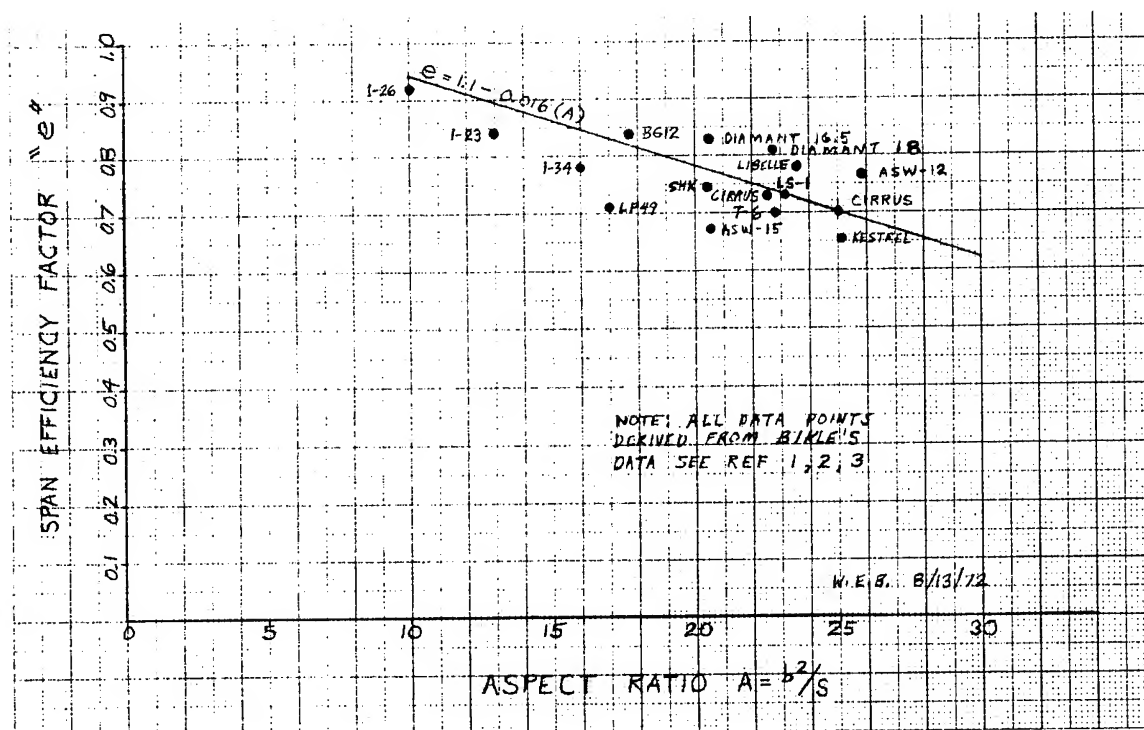 SPAN EFFICIENCY FACTOR "e"
1.0
0.9
0.8
0.7
0.6
0.5
0.4
0.3
0.2
0.1
e = 1.1 - 0.016 (A)
1-26
1-23
BG12
DIAMANT 16.5
DIAMANT 18
1-34
LIBELLE
ASW-12
SHK
CIRRUS
LS-1
CIRRUS
LP49
T-6
ASW-15
KESTREL
NOTE: ALL DATA POINTS
DERIVED FROM BIKLE'S
DATA SEE REF 1, 2, 3
W.E.B. 8/13/72
0 5 10 15 20 25 30
ASPECT RATIO A = b²/S